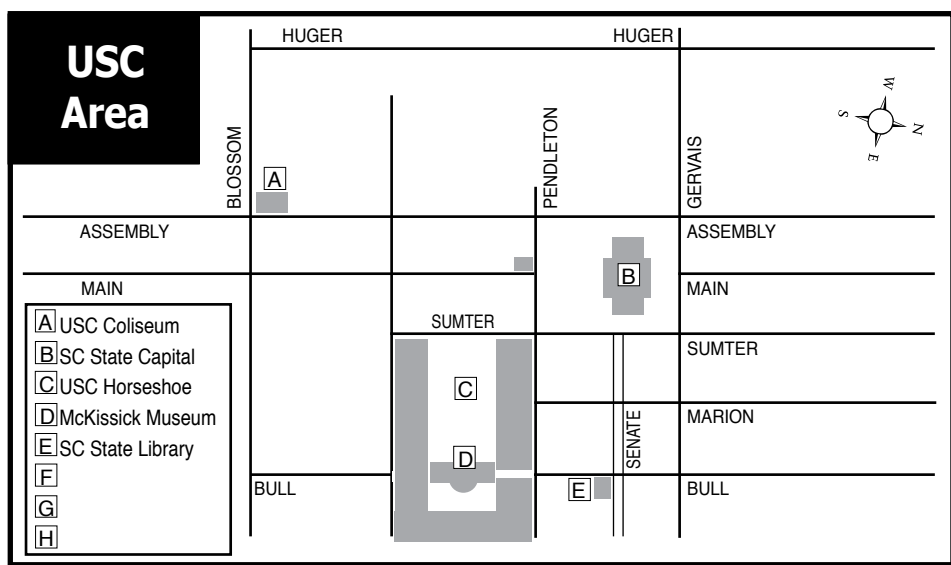 USC
Area
HUGER
HUGER
BLOSSOM
PENDLETON
GERVAIS
W
S
N
E
A
ASSEMBLY
ASSEMBLY
B
MAIN
MAIN
SUMTER
SUMTER
C
MARION
SENATE
D
BULL
E
BULL
A USC Coliseum
B SC State Capital
C USC Horseshoe
D McKissick Museum
E SC State Library
F
G
H